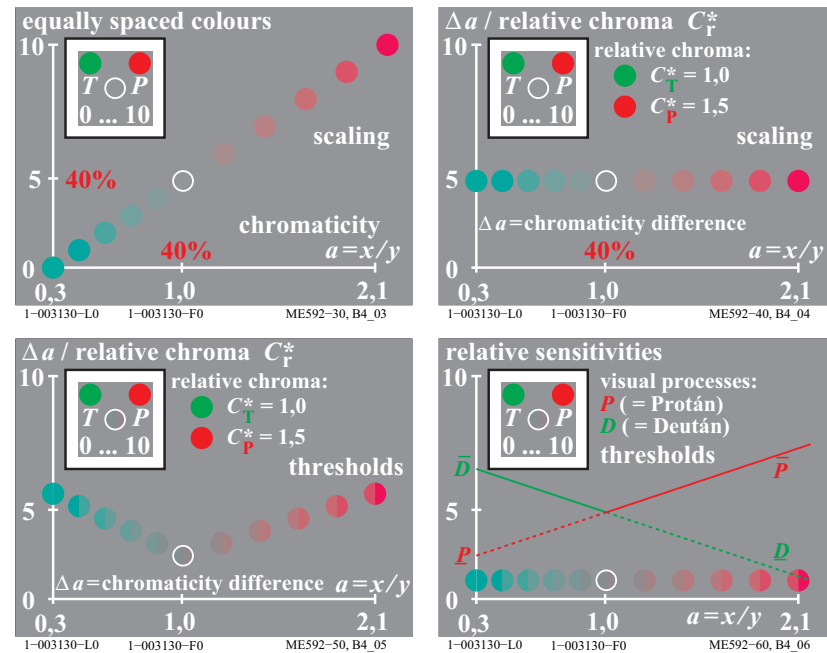 equally spaced colours
10
T P
0 ... 10
scaling
5
40%
chromaticity
40%
a=x/y
0
0,3 1,0 2,1
1−003130−L0 1−003130−F0 ME592−30, B4_03
Δa / relative chroma C*r
10
relative chroma:
T P
0 ... 10
C*T = 1,0
C*P = 1,5
scaling
5
Δa=chromaticity difference
40%
a=x/y
0
0,3 1,0 2,1
1−003130−L0 1−003130−F0 ME592−40, B4_04
Δa / relative chroma C*r
10
relative chroma:
T P
0 ... 10
C*T = 1,0
C*P = 1,5
thresholds
5
Δa=chromaticity difference a=x/y
0
0,3 1,0 2,1
1−003130−L0 1−003130−F0 ME592−50, B4_05
relative sensitivities
10
visual processes:
P ( = Protán)
D ( = Deután)
T P
0 ... 10
thresholds
D̅
P̅
5
P̲
D̲
0
a=x/y
0,3 1,0 2,1
1−003130−L0 1−003130−F0 ME592−60, B4_06